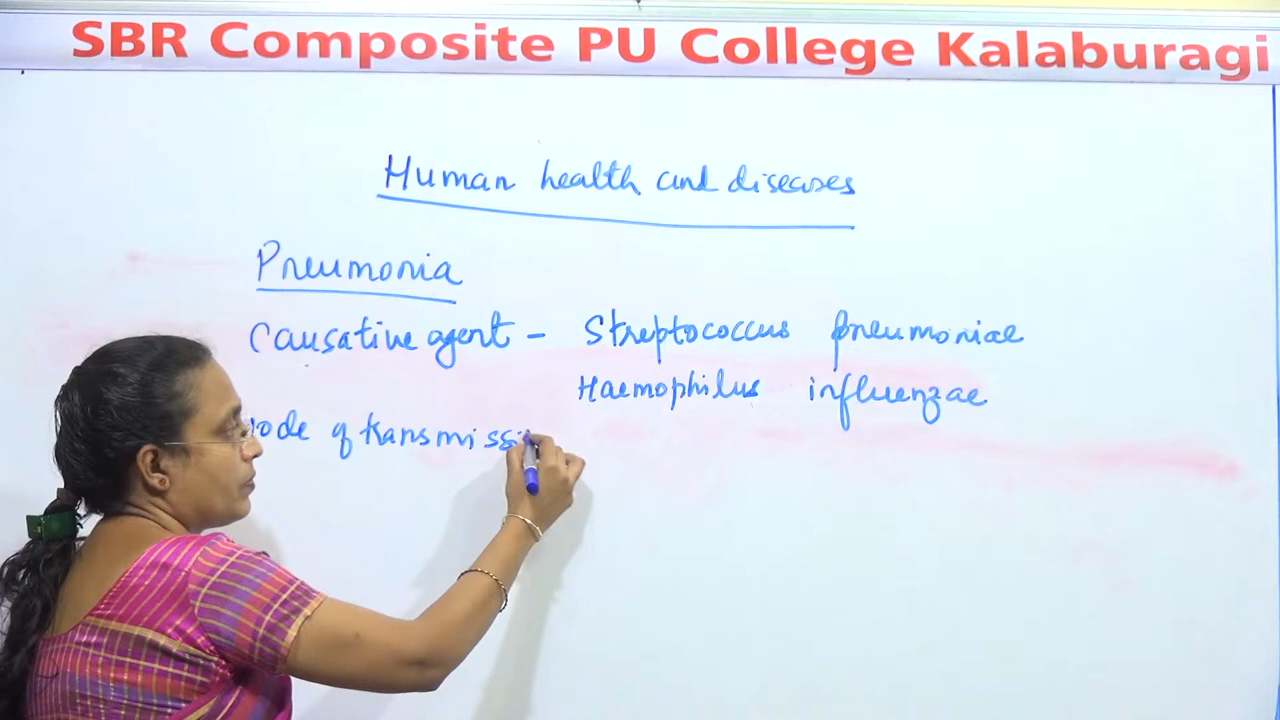 SBR Composite PU College Kalaburagi
Human health and diseases
Pneumonia
Causative agent - Streptococcus pneumoniae
Haemophilus influenzae
ode of transmissi